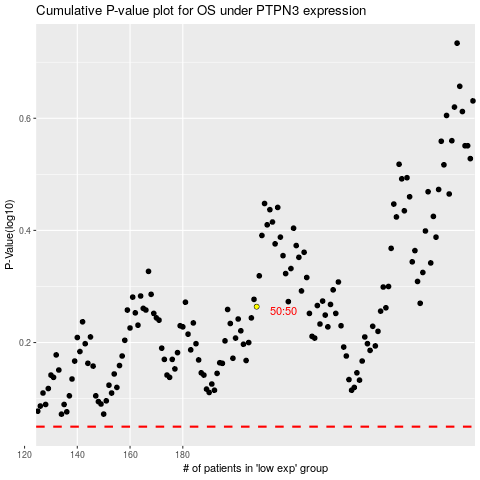 Cumulative P-value plot for OS under PTPN3 expression
P-Value(log10)
0.6
0.4
0.2
50:50
120 140 160 180
# of patients in 'low exp' group